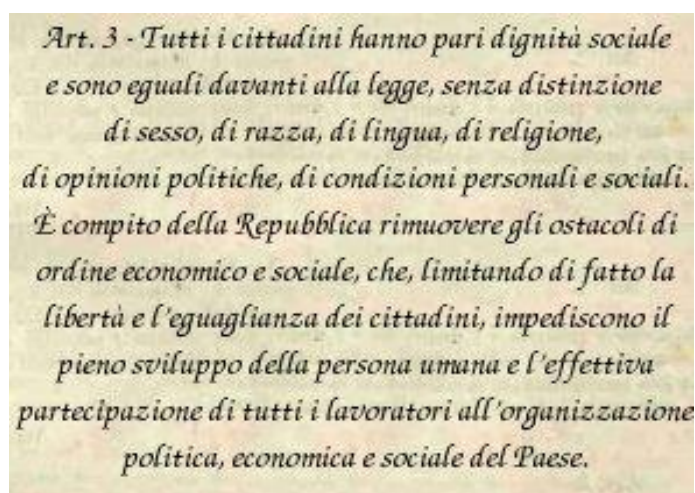 Art. 3 - Tutti i cittadini hanno pari dignità sociale
e sono eguali davanti alla legge, senza distinzione
di sesso, di razza, di lingua, di religione,
di opinioni politiche, di condizioni personali e sociali.
È compito della Repubblica rimuovere gli ostacoli di
ordine economico e sociale, che, limitando di fatto la
libertà e l'eguaglianza dei cittadini, impediscono il
pieno sviluppo della persona umana e l'effettiva
partecipazione di tutti i lavoratori all'organizzazione
politica, economica e sociale del Paese.